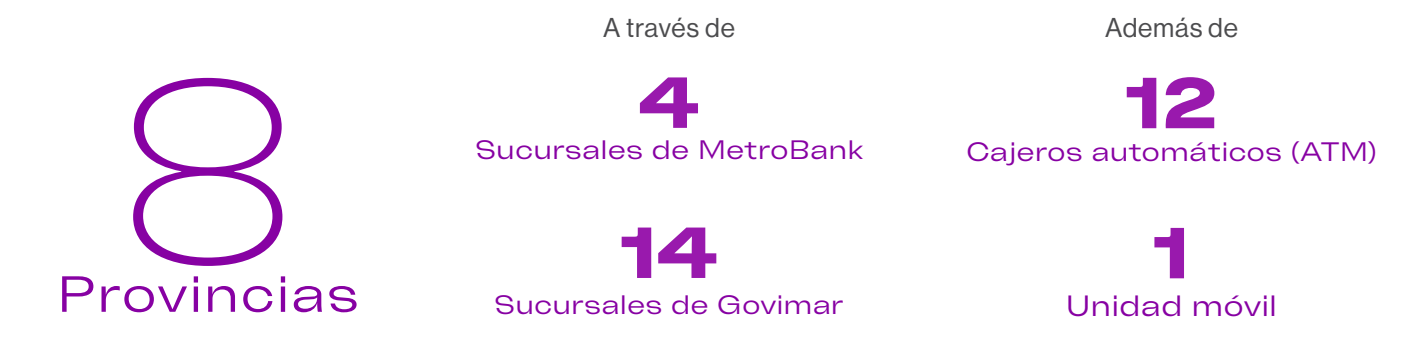 8
Provincias
A través de
4
Sucursales de MetroBank
14
Sucursales de Govimar
Además de
12
Cajeros automáticos (ATM)
1
Unidad móvil